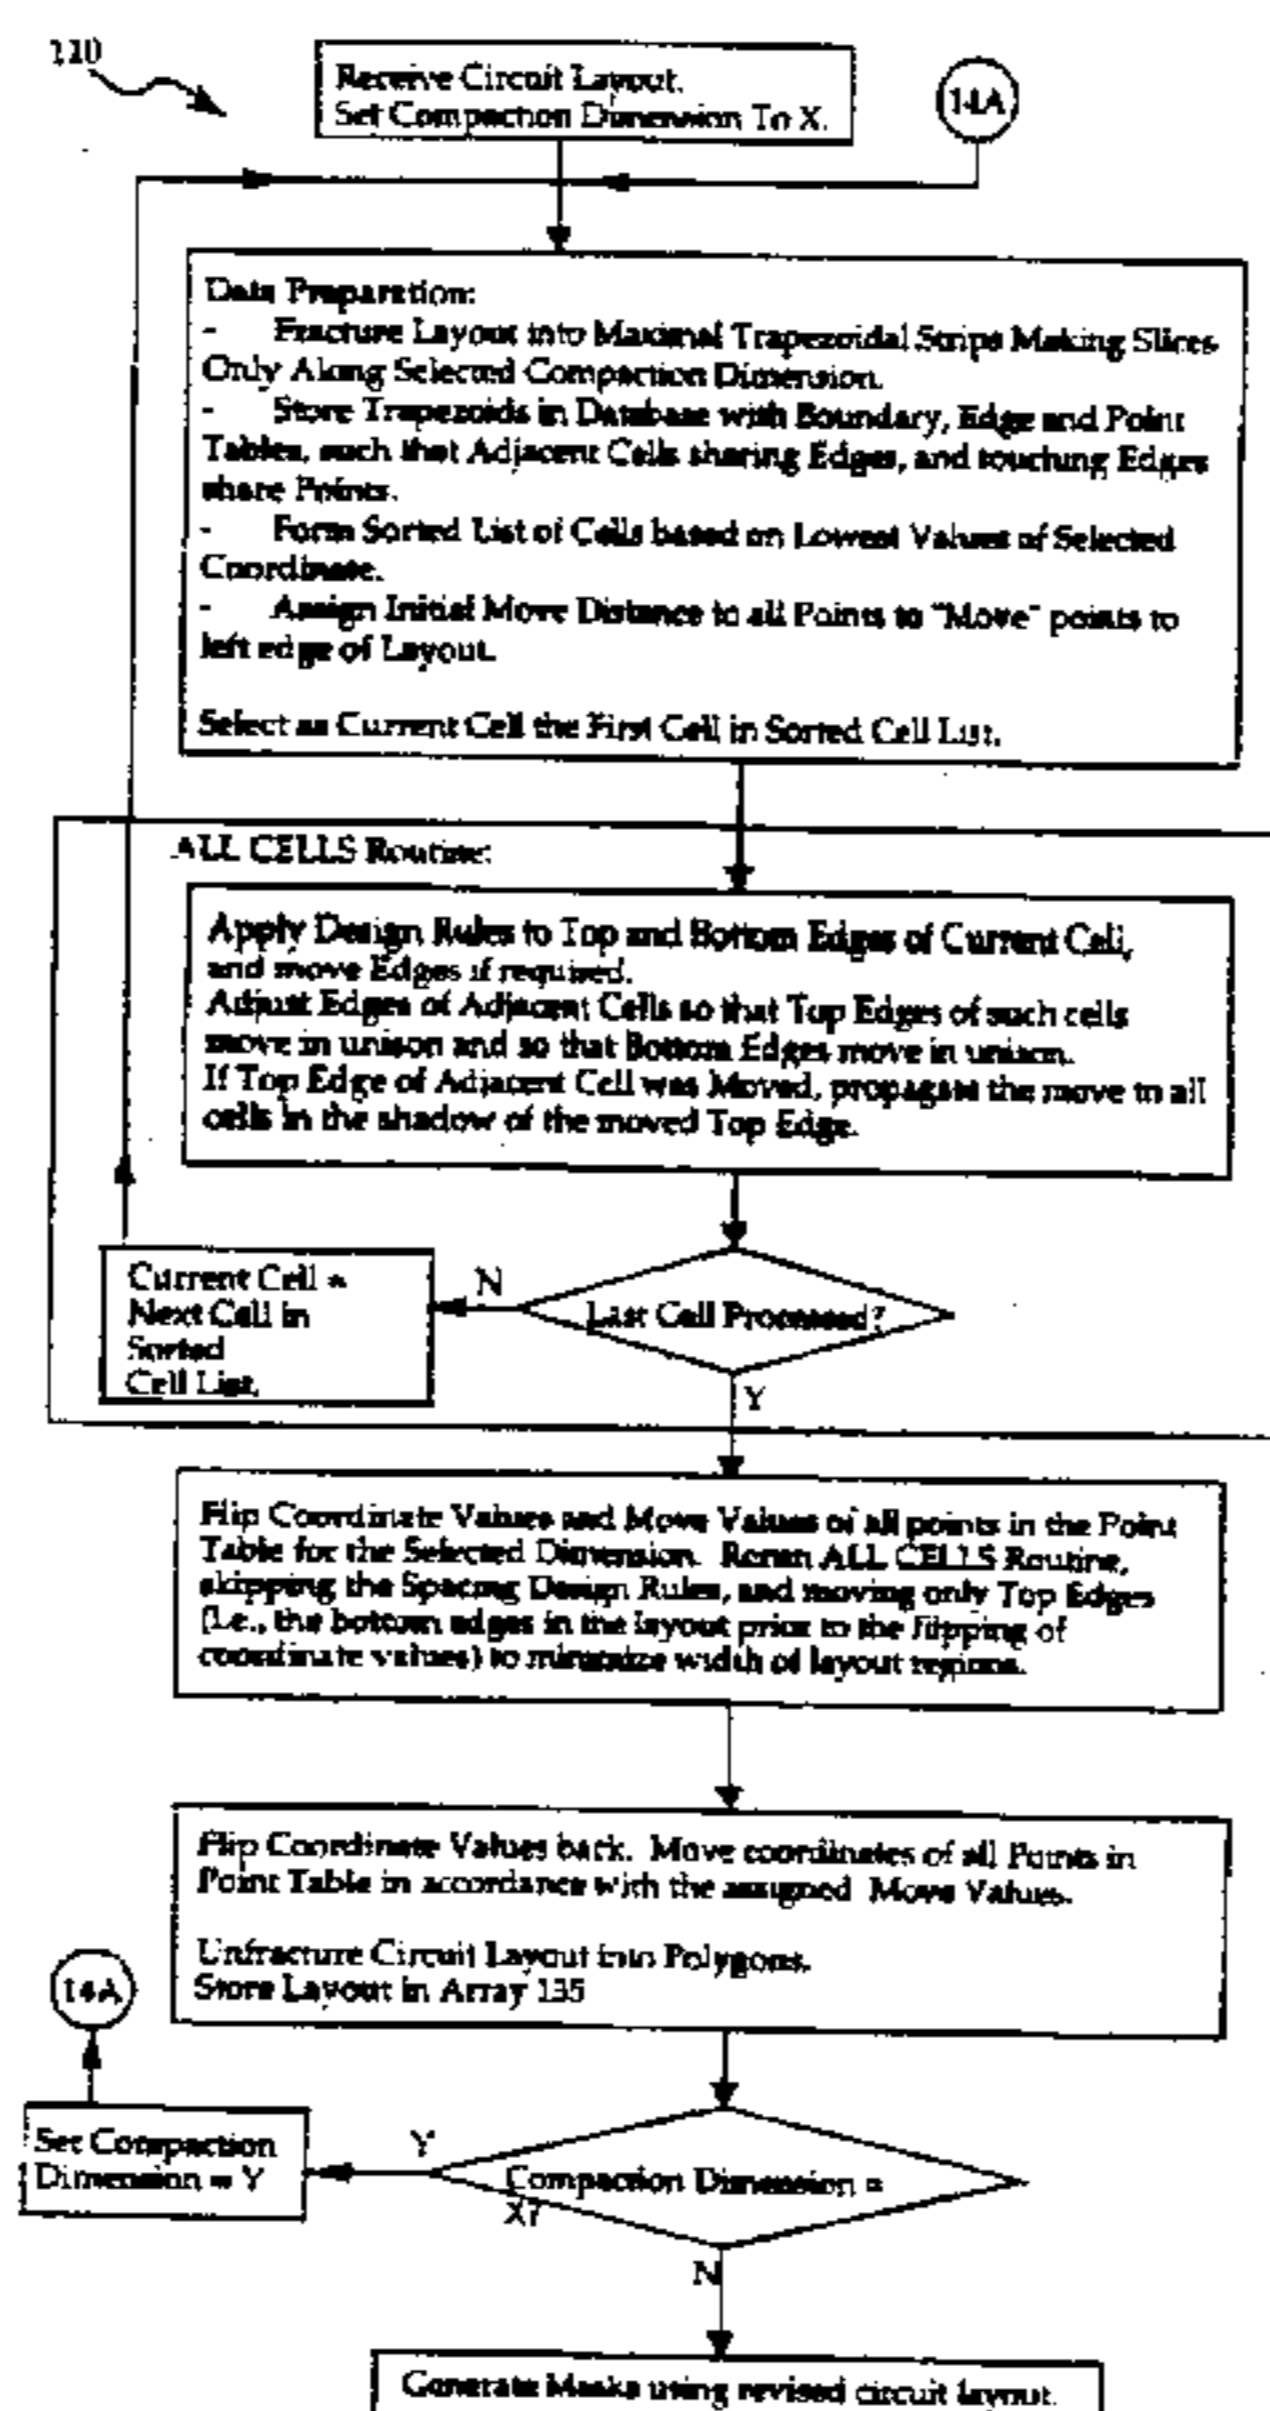 120
Receive Circuit Layout.
Set Compaction Dimension To X.
14A
Data Preparation:
- Fracture Layout into Maximal Trapezoidal Strips Making Slices
Only Along Selected Compaction Dimension.
- Store Trapezoids in Database with Boundary, Edge and Point
Tables, such that Adjacent Cells sharing Edges, and touching Edges
share Points.
- Form Sorted List of Cells based on Lowest Values of Selected
Coordinate.
- Assign Initial Move Distance to all Points to "Move" points to
left edge of Layout.
Select as Current Cell the First Cell in Sorted Cell List.
ALL CELLS Routine:
Apply Design Rules to Top and Bottom Edges of Current Cell,
and move Edges if required.
Adjust Edges of Adjacent Cells so that Top Edges of such cells
move in unison and so that Bottom Edges move in unison.
If Top Edge of Adjacent Cell was Moved, propagate the move to all
cells in the shadow of the moved Top Edge.
Last Cell Processed?
N
Current Cell =
Next Cell in
Sorted
Cell List.
Y
Flip Coordinate Values and Move Values of all points in the Point
Table for the Selected Dimension. Rerun ALL CELLS Routine,
skipping the Spacing Design Rules, and moving only Top Edges
(i.e., the bottom edges in the layout prior to the flipping of
coordinate values) to minimize width of layout regions.
Flip Coordinate Values back. Move coordinates of all Points in
Point Table in accordance with the assigned Move Values.
Unfracture Circuit Layout into Polygons.
Store Layout in Array 135
14A
Set Compaction
Dimension = Y
Y
Compaction Dimension =
X?
N
Generate Masks using revised circuit layout.